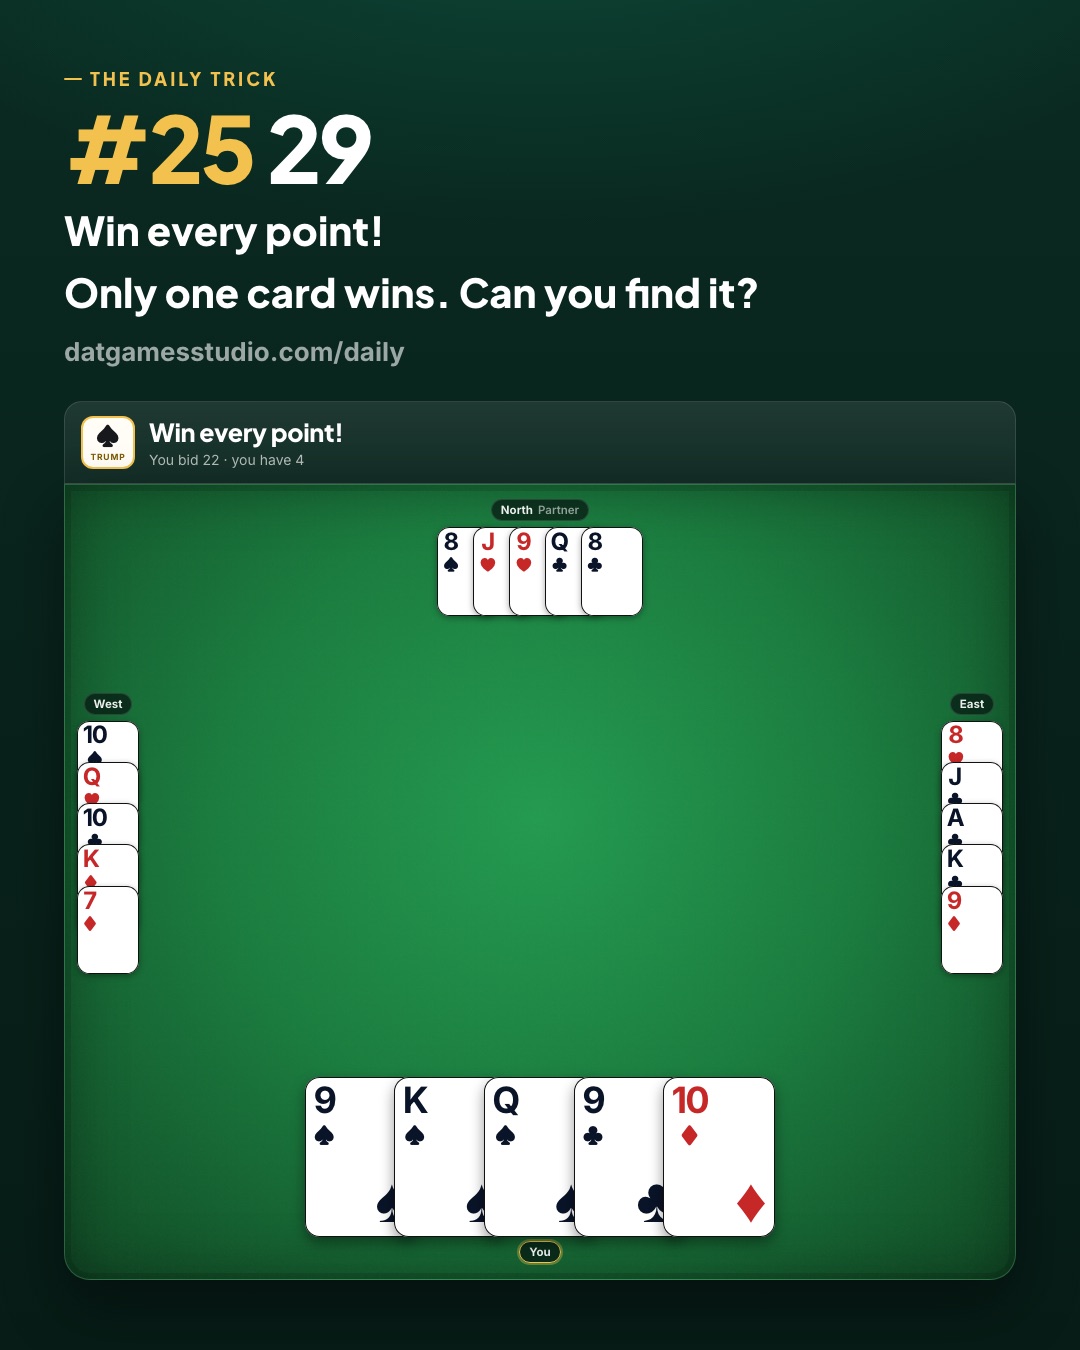 — THE DAILY TRICK
#25 29
Win every point!
Only one card wins. Can you find it?
datgamesstudio.com/daily
TRUMP
Win every point!
You bid 22 · you have 4
North Partner
8 J 9 Q 8
West
10
Q
10
K
7
East
8
J
A
K
9
9 K Q 9 10
You